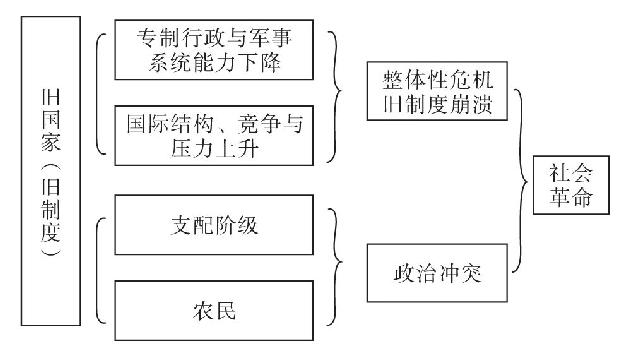 旧国家（旧制度）
专制行政与军事
系统能力下降
国际结构、竞争与
压力上升
支配阶级
农民
整体性危机
旧制度崩溃
政治冲突
社会
革命